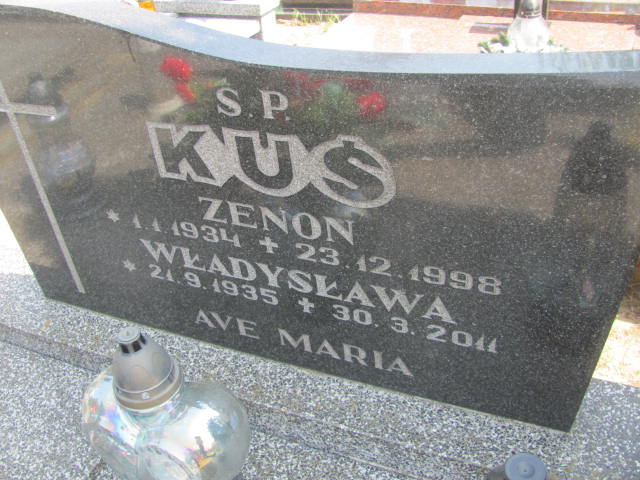 Ś.P.
KUŚ
ZENON
* 1.1.1934 + 23.12.1998
WŁADYSŁAWA
* 21.9.1935 + 30.3.2011
AVE MARIA